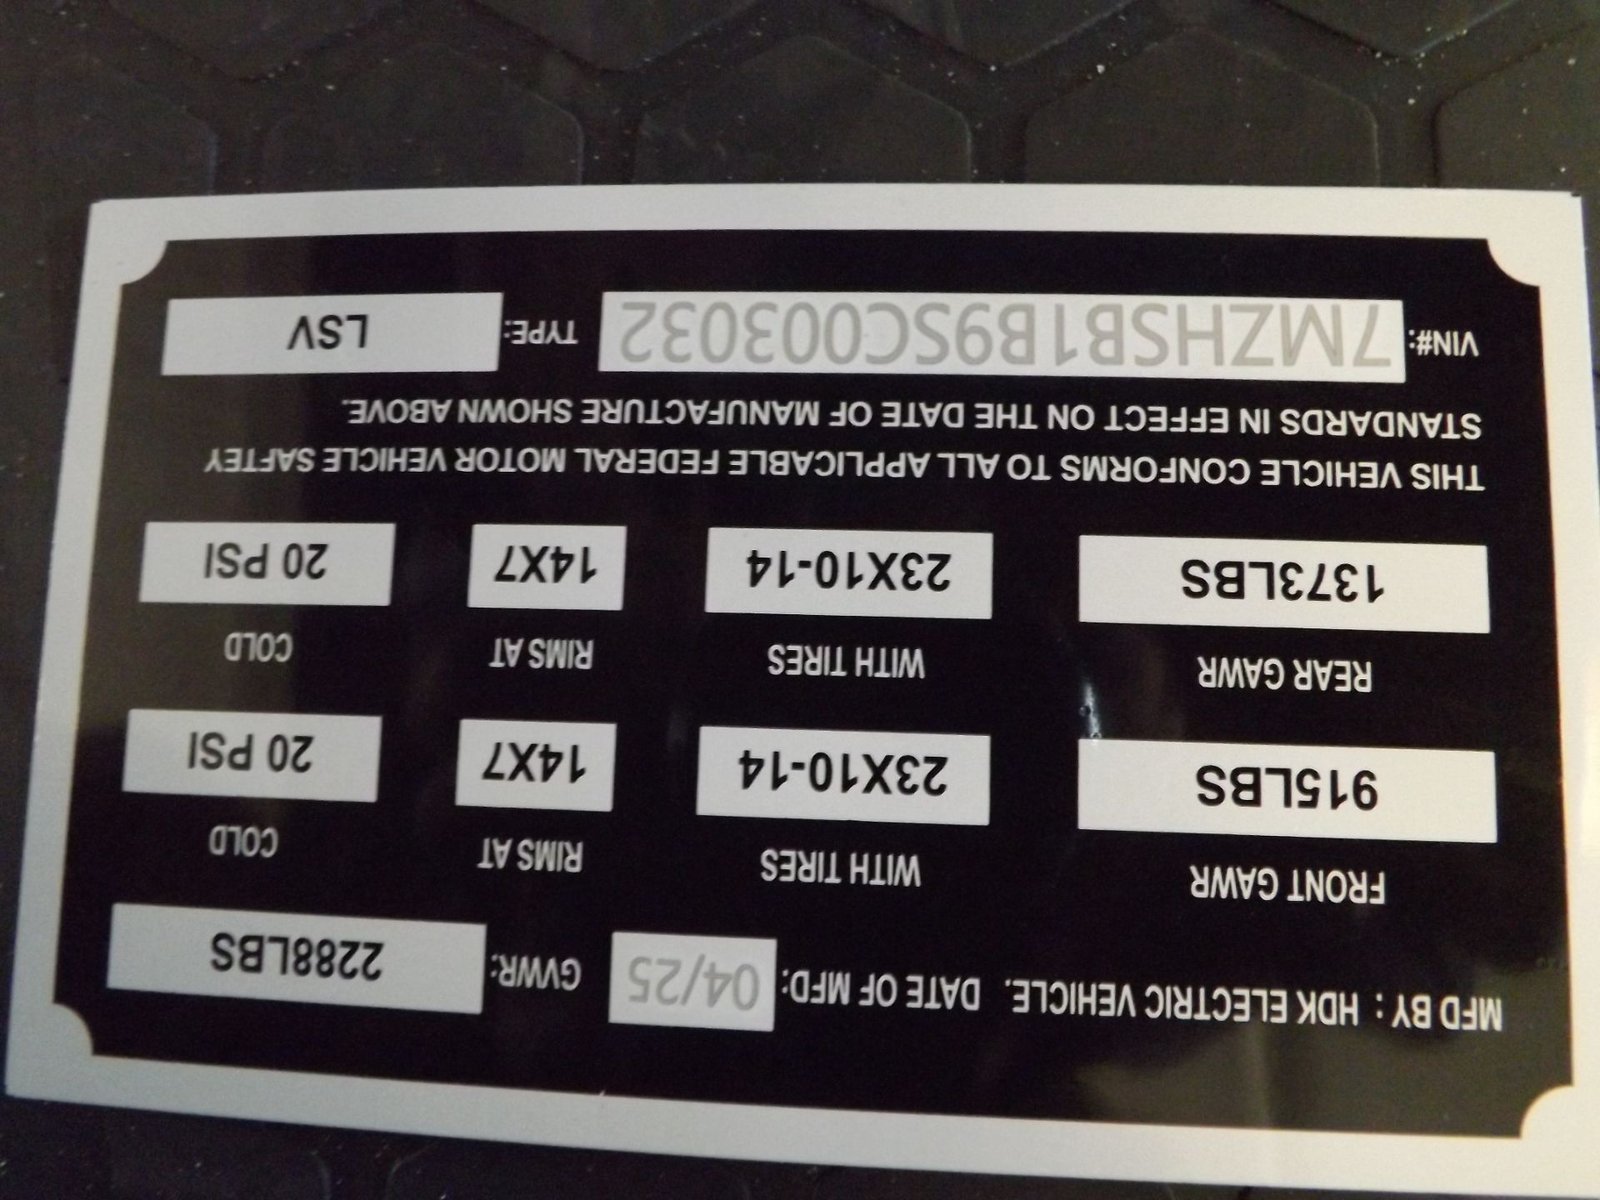 MFD BY : HDK ELECTRIC VEHICLE. DATE OF MFD: 04/25 GVWR: 2288LBS
FRONT GAWR WITH TIRES RIMS AT COLD
915LBS 23X10-14 14X7 20 PSI
REAR GAWR WITH TIRES RIMS AT COLD
1373LBS 23X10-14 14X7 20 PSI
THIS VEHICLE CONFORMS TO ALL APPLICABLE FEDERAL MOTOR VEHICLE SAFTEY
STANDARDS IN EFFECT ON THE DATE OF MANUFACTURE SHOWN ABOVE.
VIN#: 7MZHSB1B9SC003032 TYPE: LSV